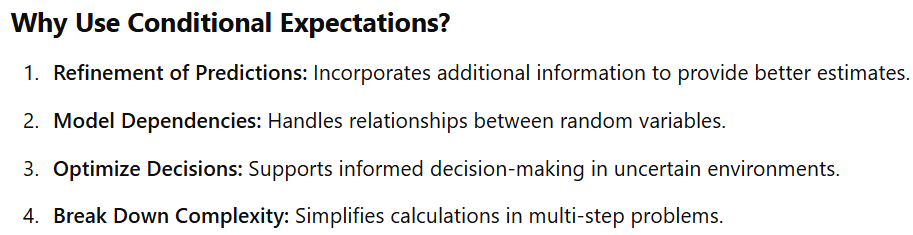 Why Use Conditional Expectations?
1. Refinement of Predictions: Incorporates additional information to provide better estimates.
2. Model Dependencies: Handles relationships between random variables.
3. Optimize Decisions: Supports informed decision-making in uncertain environments.
4. Break Down Complexity: Simplifies calculations in multi-step problems.